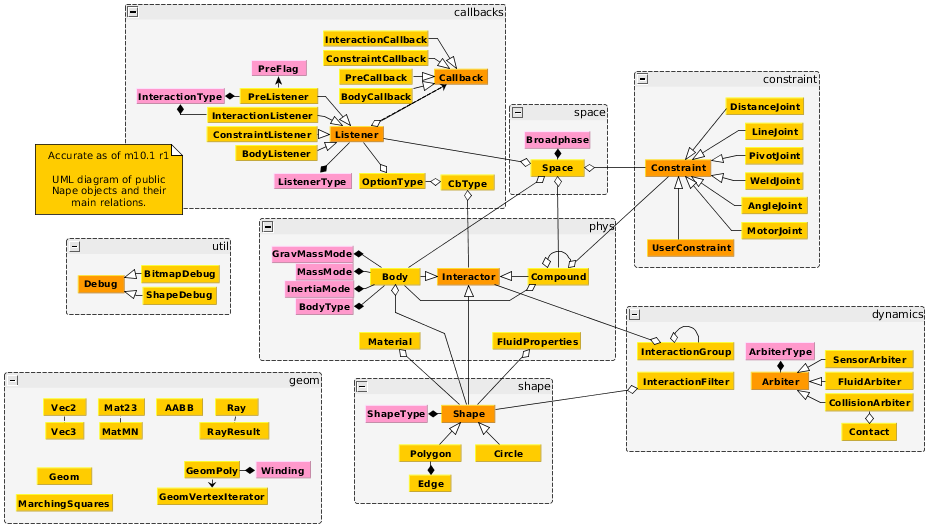 callbacks
InteractionCallback
ConstraintCallback
PreFlag
PreCallback
Callback
InteractionType
PreListener
BodyCallback
InteractionListener
ConstraintListener
Listener
BodyListener
ListenerType
OptionType
CbType
Accurate as of m10.1 r1
UML diagram of public
Nape objects and their
main relations.
space
Broadphase
Space
constraint
DistanceJoint
LineJoint
PivotJoint
Constraint
WeldJoint
AngleJoint
MotorJoint
UserConstraint
util
BitmapDebug
Debug
ShapeDebug
phys
GravMassMode
MassMode
Body
Interactor
Compound
InertiaMode
BodyType
Material
FluidProperties
dynamics
InteractionGroup
ArbiterType
SensorArbiter
InteractionFilter
Arbiter
FluidArbiter
CollisionArbiter
Contact
geom
Vec2
Mat23
AABB
Ray
Vec3
MatMN
RayResult
Geom
GeomPoly
Winding
MarchingSquares
GeomVertexIterator
shape
ShapeType
Shape
Polygon
Circle
Edge